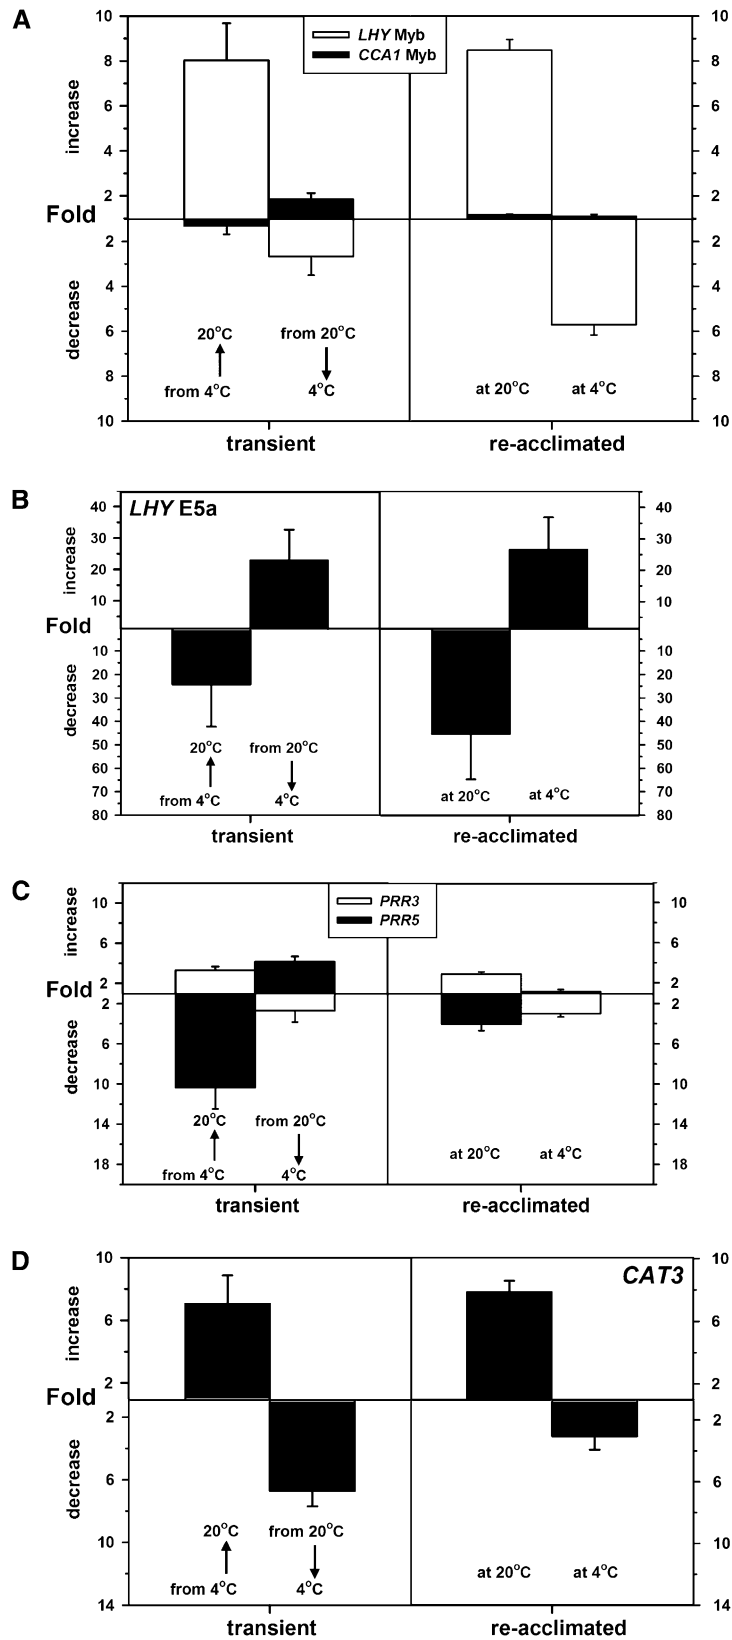 A
LHY Myb
CCA1 Myb
10
8
6
4
2
2
4
6
8
10
increase
Fold
decrease
10
8
6
4
2
2
4
6
8
10
20°C
from 4°C
from 20°C
4°C
at 20°C
at 4°C
transient
re-acclimated
B
LHY E5a
40
30
20
10
10
20
30
40
50
60
70
80
increase
Fold
decrease
40
30
20
10
10
20
30
40
50
60
70
80
20°C
from 4°C
from 20°C
4°C
at 20°C
at 4°C
transient
re-acclimated
C
PRR3
PRR5
10
6
2
2
6
10
14
18
increase
Fold
decrease
10
6
2
2
6
10
14
18
20°C
from 4°C
from 20°C
4°C
at 20°C
at 4°C
transient
re-acclimated
D
CAT3
10
6
2
2
6
10
14
increase
Fold
decrease
10
6
2
2
6
10
14
20°C
from 4°C
from 20°C
4°C
at 20°C
at 4°C
transient
re-acclimated